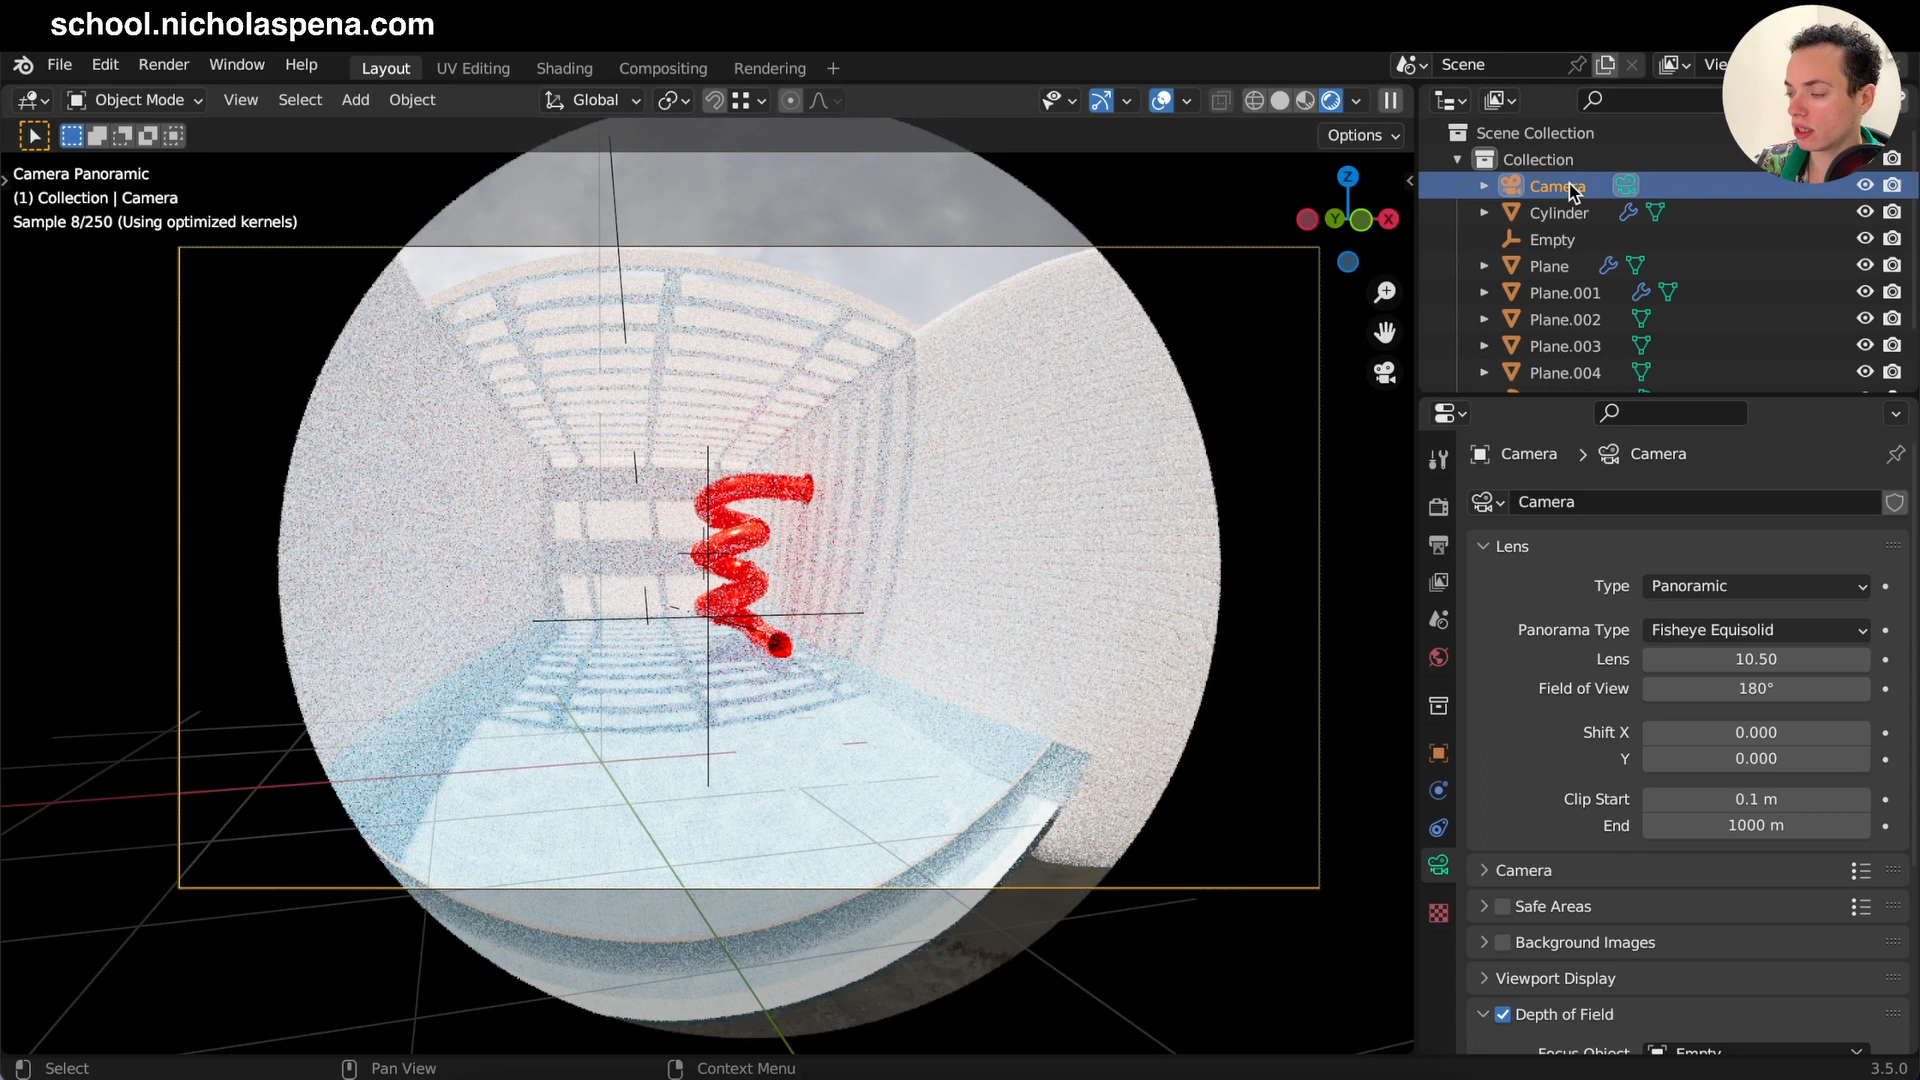 school.nicholaspena.com
File Edit Render Window Help Layout UV Editing Shading Compositing Rendering + Scene
Object Mode View Select Add Object Global
Options
Camera Panoramic
(1) Collection | Camera
Sample 8/250 (Using optimized kernels)
Z
Y X
Scene Collection
Collection
Camera
Cylinder
Empty
Plane
Plane.001
Plane.002
Plane.003
Plane.004
Camera > Camera
Camera
Lens
Type Panoramic
Panorama Type Fisheye Equisolid
Lens 10.50
Field of View 180°
Shift X 0.000
Y 0.000
Clip Start 0.1 m
End 1000 m
Camera
Safe Areas
Background Images
Viewport Display
Depth of Field
Focus Object Empty
Select Pan View Context Menu 3.5.0